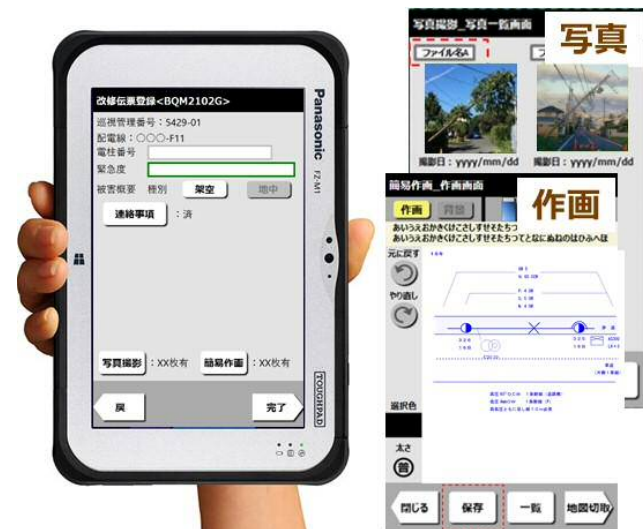 改修伝票登録<BQM2102G>
巡視管理番号：5429-01
配電線：〇〇〇-F11
電柱番号
緊急度
被害概要 種別 架空 地中
連絡事項 ：済
写真撮影 ：XX枚有 簡易作画 ：XX枚有
戻 完了
Panasonic
FZ-M1
TOUGHPAD
写真撮影_写真一覧画面
写真
ファイル名A
撮影日：yyyy/mm/dd 撮影日：yyyy/mm/dd
簡易作画_作画画面
作画
作画 背景
あいうえおかきくけこさしすせそたちつ
あいうえおかきくけこさしすせそたちつてとなにぬねのはひふへほ
元に戻す
やり直し
選択色
太さ
普
閉じる 保存 一覧 地図切取